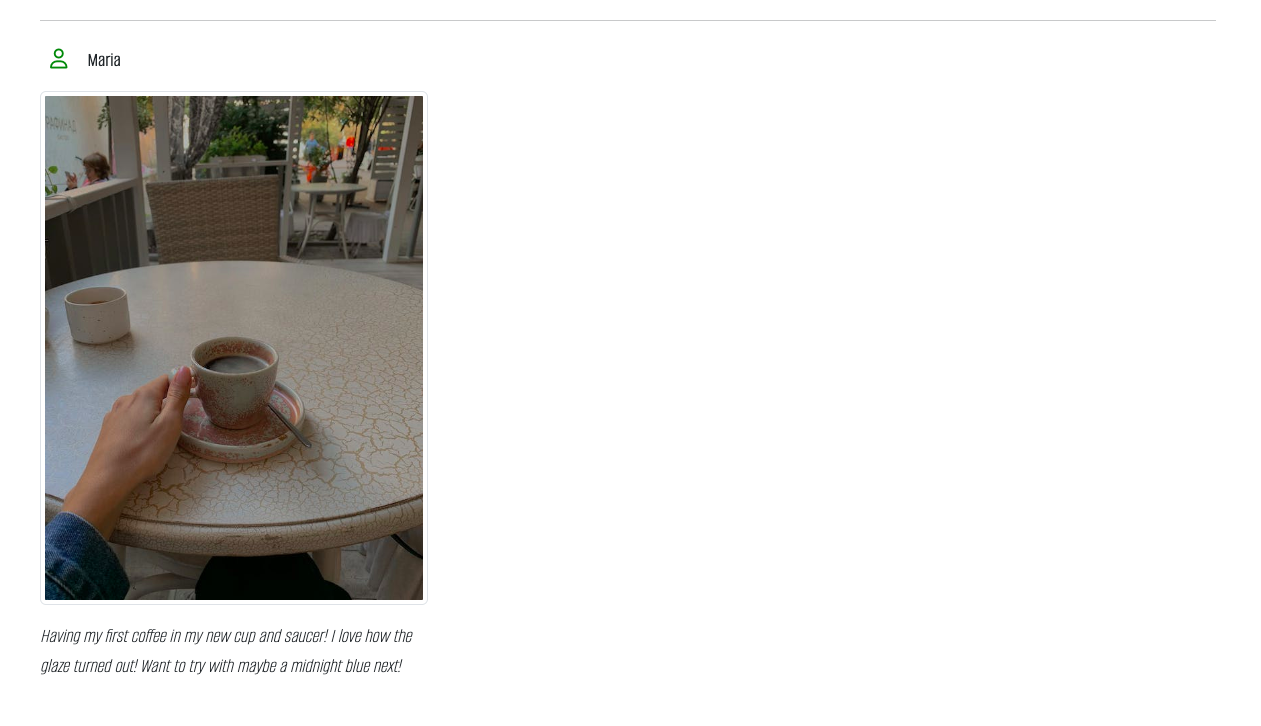 Maria
Having my first coffee in my new cup and saucer! I love how the
glaze turned out! Want to try with maybe a midnight blue next!